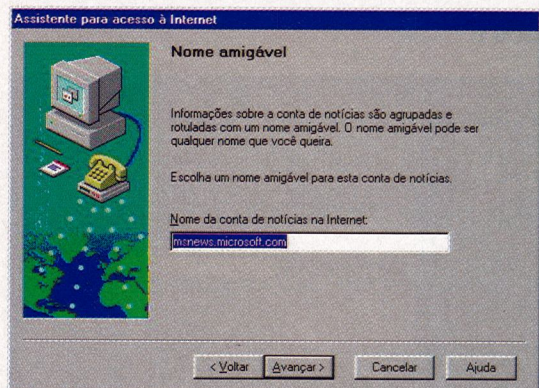 Assistente para acesso à Internet
Nome amigável
Informações sobre a conta de notícias são agrupadas e
rotuladas com um nome amigável. O nome amigável pode ser
qualquer nome que você queira.
Escolha um nome amigável para esta conta de notícias.
Nome da conta de notícias na Internet:
msnews.microsoft.com
< Voltar Avançar > Cancelar Ajuda